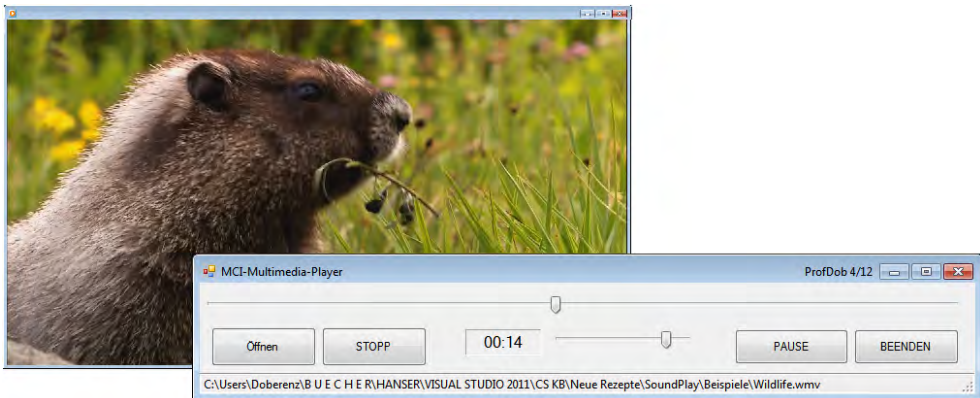 MCI-Multimedia-Player ProfDob 4/12
Öffnen STOPP 00:14 PAUSE BEENDEN
C:\Users\Doberenz\B U E C H E R\HANSER\VISUAL STUDIO 2011\CS KB\Neue Rezepte\SoundPlay\Beispiele\Wildlife.wmv